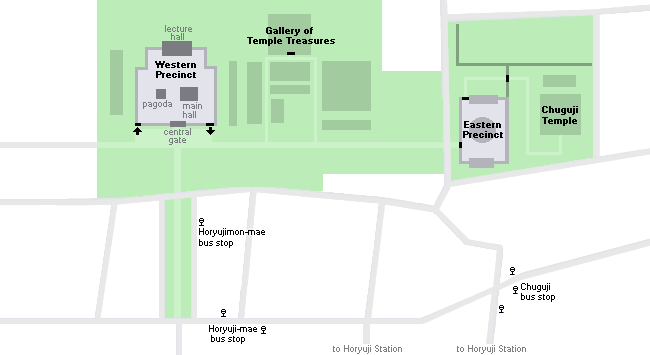 lecture
hall
Gallery of
Temple Treasures
Western
Precinct
pagoda
main
hall
central
gate
Eastern
Precinct
Chuguji
Temple
Horyujimon-mae
bus stop
Chuguji
bus stop
Horyuji-mae
bus stop
to Horyuji Station
to Horyuji Station